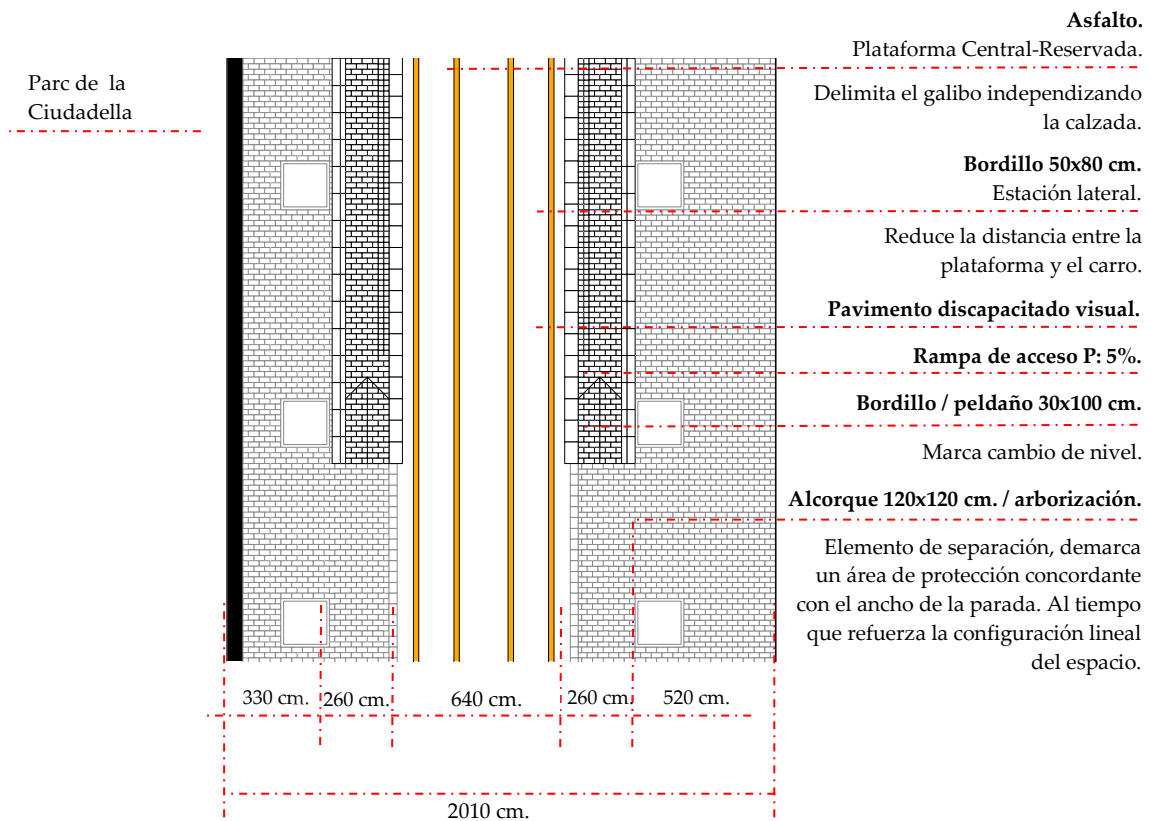 Parc de la
Ciudadella
Asfalto.
Plataforma Central-Reservada.
Delimita el galibo independizando
la calzada.
Bordillo 50x80 cm.
Estación lateral.
Reduce la distancia entre la
plataforma y el carro.
Pavimento discapacitado visual.
Rampa de acceso P: 5%.
Bordillo / peldaño 30x100 cm.
Marca cambio de nivel.
Alcorque 120x120 cm. / arborización.
Elemento de separación, demarca
un área de protección concordante
con el ancho de la parada. Al tiempo
que refuerza la configuración lineal
del espacio.
330 cm. 260 cm. 640 cm. 260 cm. 520 cm.
2010 cm.